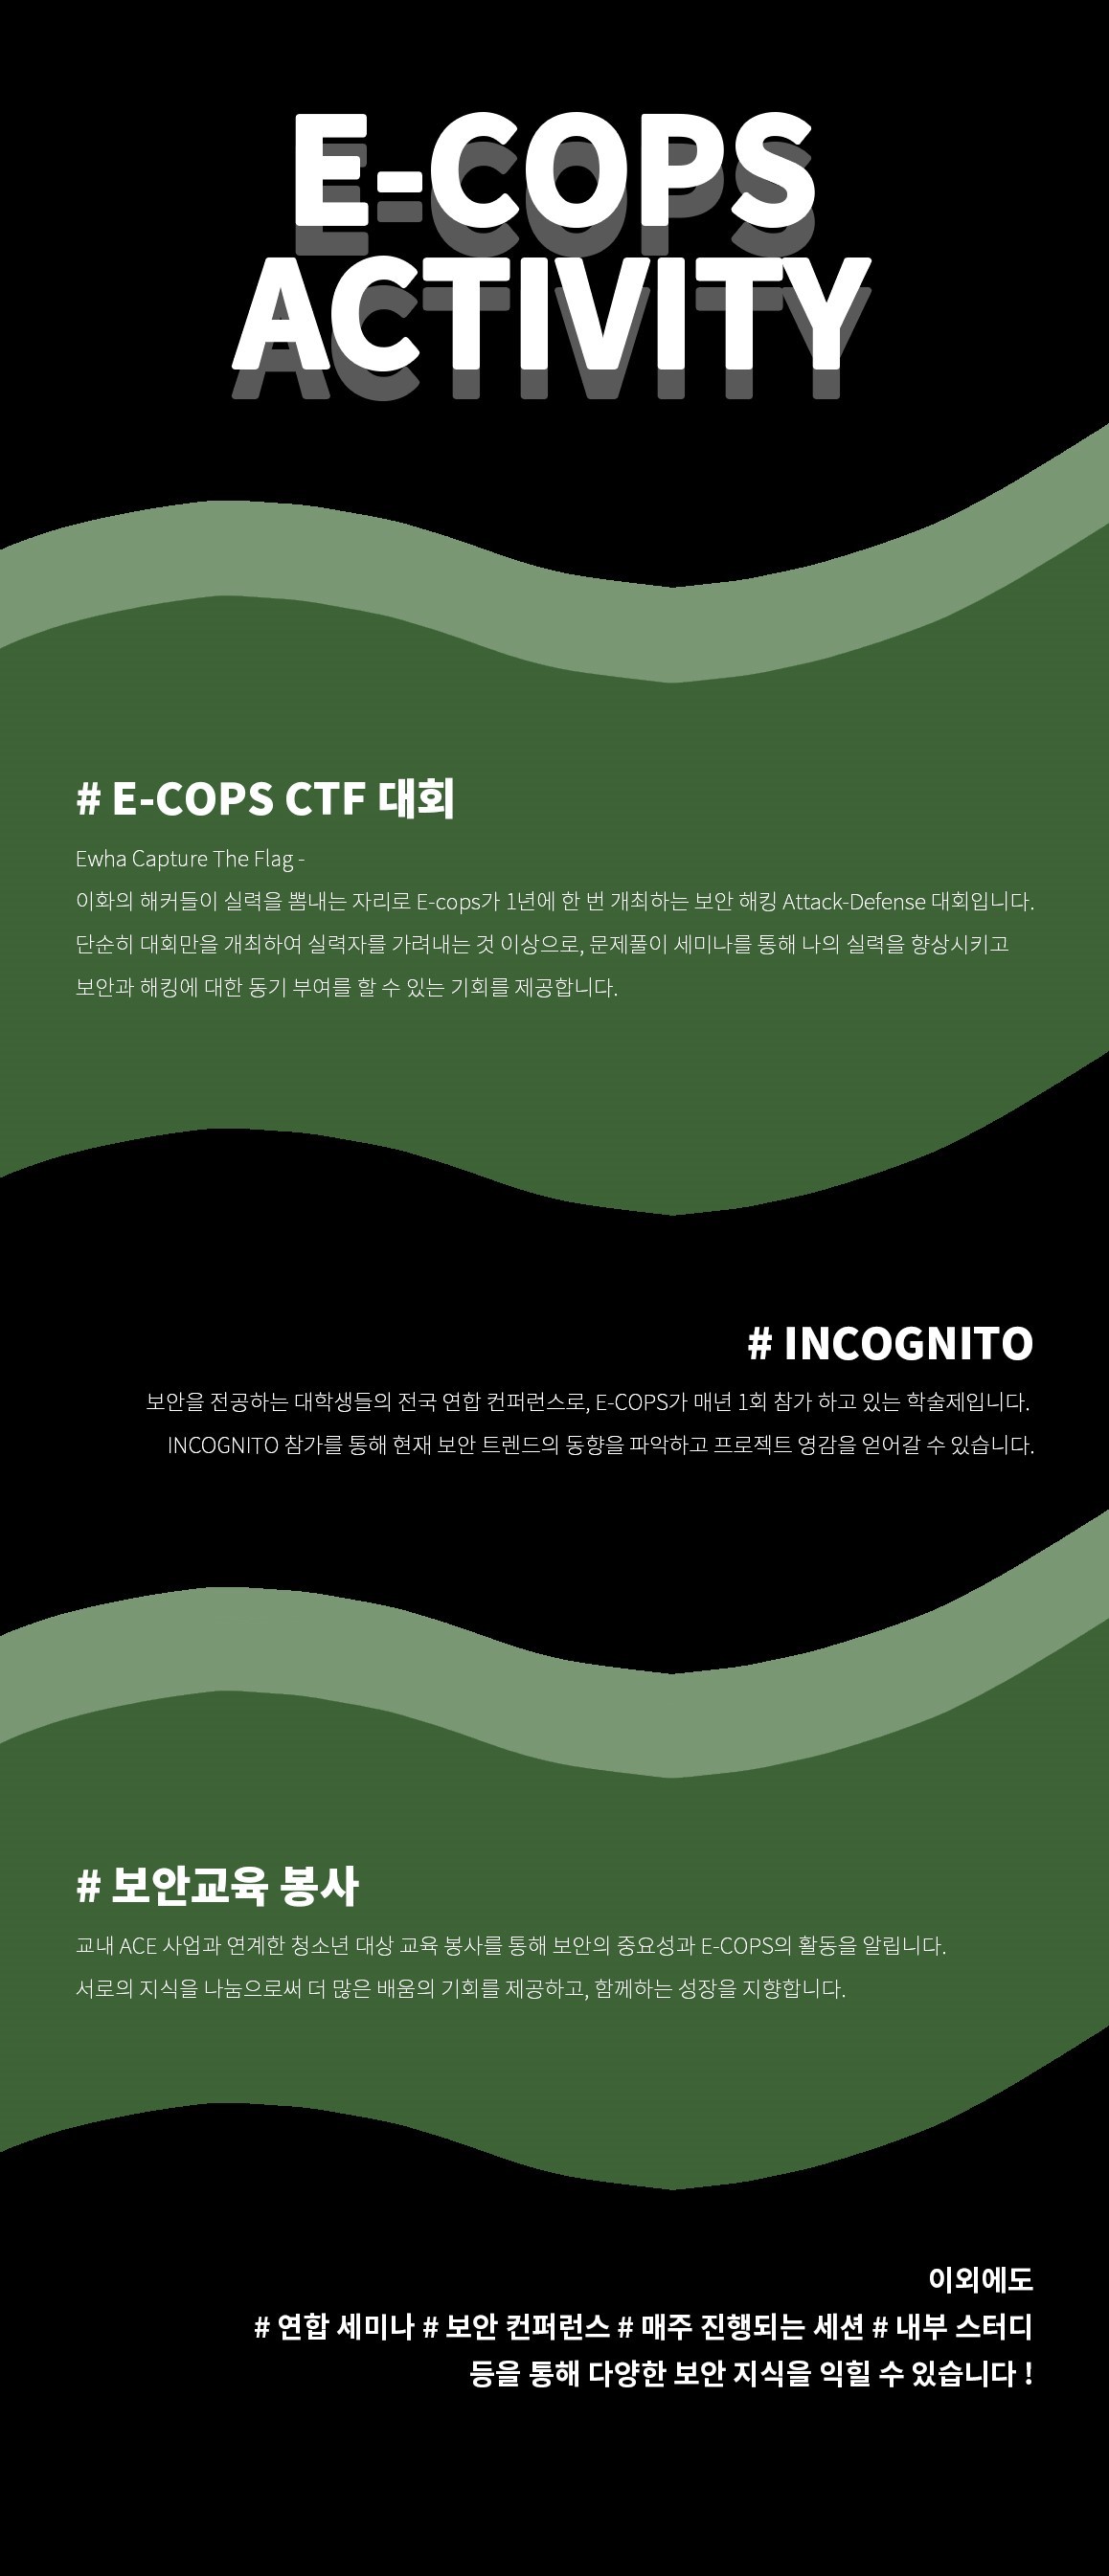 E-COPS
ACTIVITY
# E-COPS CTF 대회
Ewha Capture The Flag -
이화의 해커들이 실력을 뽐내는 자리로 E-cops가 1년에 한 번 개최하는 보안 해킹 Attack-Defense 대회입니다.
단순히 대회만을 개최하여 실력자를 가려내는 것 이상으로, 문제풀이 세미나를 통해 나의 실력을 향상시키고
보안과 해킹에 대한 동기 부여를 할 수 있는 기회를 제공합니다.
# INCOGNITO
보안을 전공하는 대학생들의 전국 연합 컨퍼런스로, E-COPS가 매년 1회 참가 하고 있는 학술제입니다.
INCOGNITO 참가를 통해 현재 보안 트렌드의 동향을 파악하고 프로젝트 영감을 얻어갈 수 있습니다.
# 보안교육 봉사
교내 ACE 사업과 연계한 청소년 대상 교육 봉사를 통해 보안의 중요성과 E-COPS의 활동을 알립니다.
서로의 지식을 나눔으로써 더 많은 배움의 기회를 제공하고, 함께하는 성장을 지향합니다.
이외에도
# 연합 세미나 # 보안 컨퍼런스 # 매주 진행되는 세션 # 내부 스터디
등을 통해 다양한 보안 지식을 익힐 수 있습니다 !